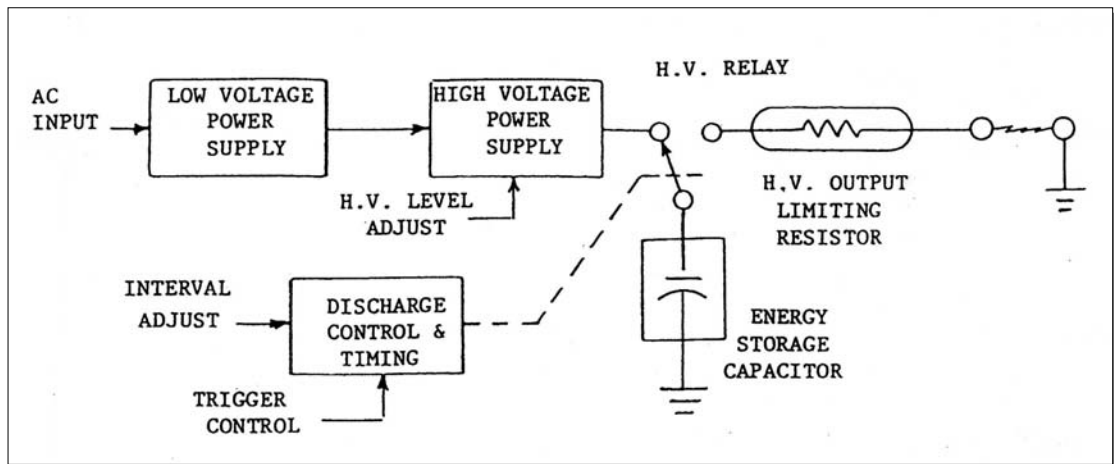 H.V. RELAY
AC
INPUT
LOW VOLTAGE
POWER
SUPPLY
HIGH VOLTAGE
POWER
SUPPLY
H.V. LEVEL
ADJUST
H.V. OUTPUT
LIMITING
RESISTOR
INTERVAL
ADJUST
DISCHARGE
CONTROL &
TIMING
TRIGGER
CONTROL
ENERGY
STORAGE
CAPACITOR